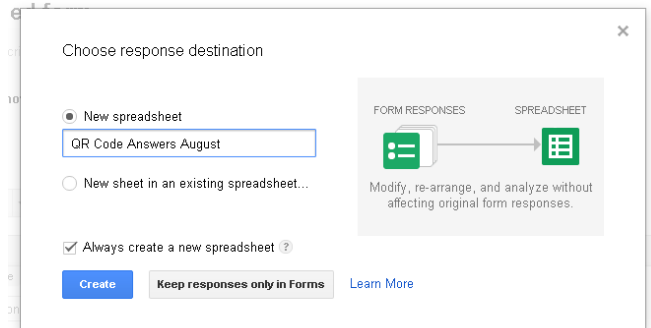 Choose response destination
New spreadsheet
QR Code Answers August
New sheet in an existing spreadsheet...
Always create a new spreadsheet ?
Create
Keep responses only in Forms
Learn More
FORM RESPONSES SPREADSHEET
Modify, re-arrange, and analyze without
affecting original form responses.